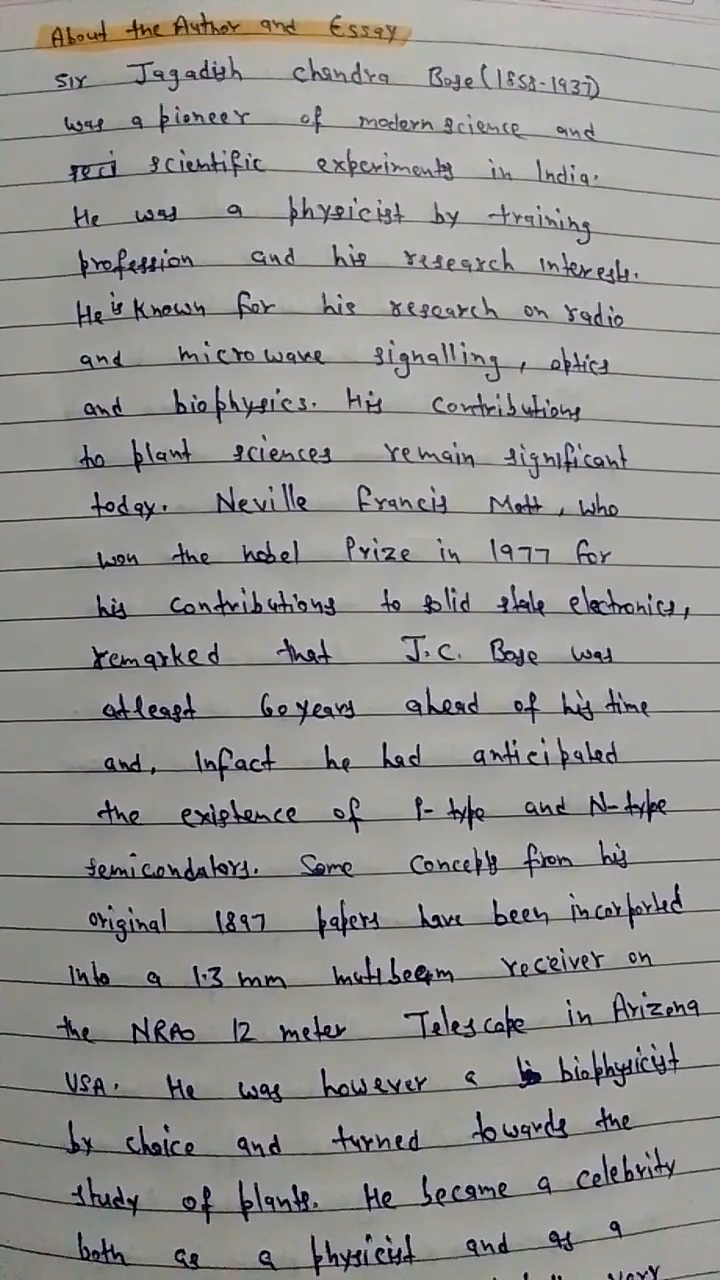 About the Author and Essay
Sir Jagadish chandra Bose (1858-1937)
was a pioneer of modern science and
scientific experiments in India.
He was a physicist by training
profession and his research interests.
He is known for his research on radio
and microwave signalling, optics
and biophysics. His contributions
to plant sciences remain significant
today. Neville Francis Mott, who
won the nobel Prize in 1977 for
his contributions to solid state electronics,
remarked that J.C. Bose was
atleast 60 years ahead of his time
and, Infact he had anticipated
the existence of P-type and N-type
semicondators. Some concepts from his
original 1897 papers have been incorported
into a 1.3 mm mutibeam receiver on
the NRAO 12 meter Telescope in Arizona
USA. He was however a biophysicist
by choice and turned towards the
study of plants. He became a celebrity
both as a physicist and as a
very